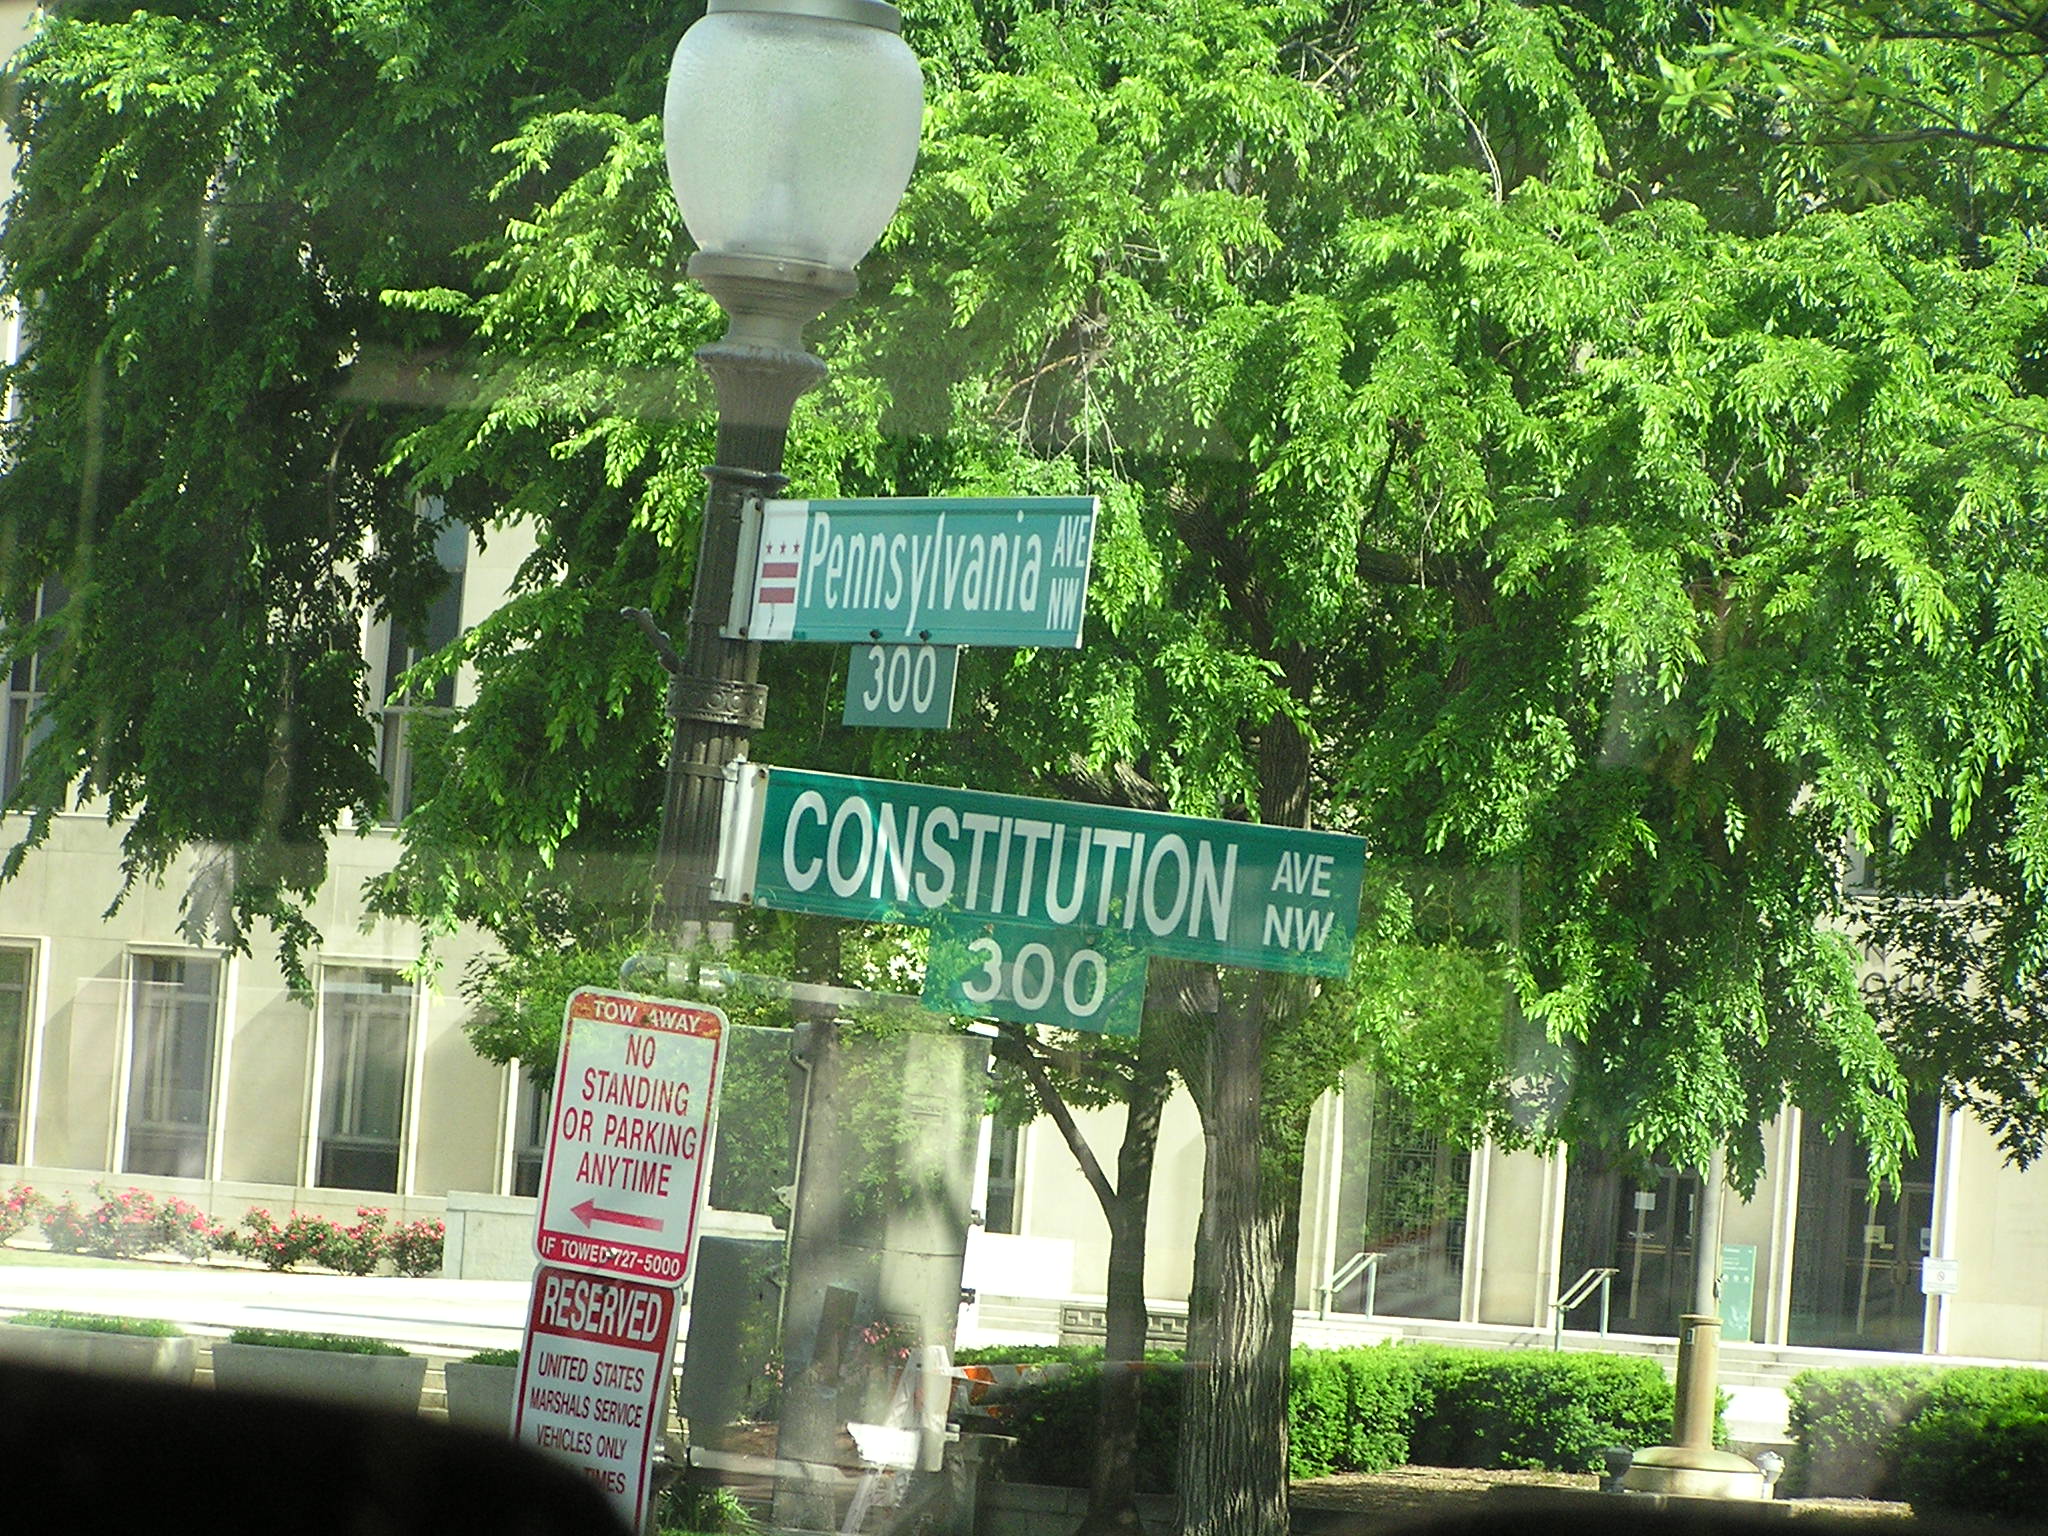 Pennsylvania AVE NW
300
CONSTITUTION AVE NW
300
TOW AWAY
NO
STANDING
OR PARKING
ANYTIME
IF TOWED 727-5000
RESERVED
UNITED STATES
MARSHALS SERVICE
VEHICLES ONLY
TIMES